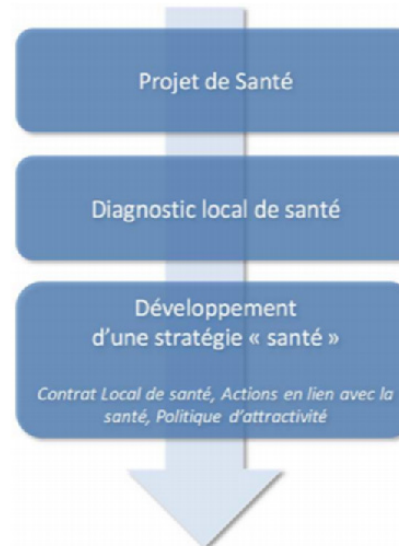 Projet de Santé
Diagnostic local de santé
Développement
d'une stratégie « santé »
Contrat Local de santé, Actions en lien avec la
santé, Politique d'attractivité